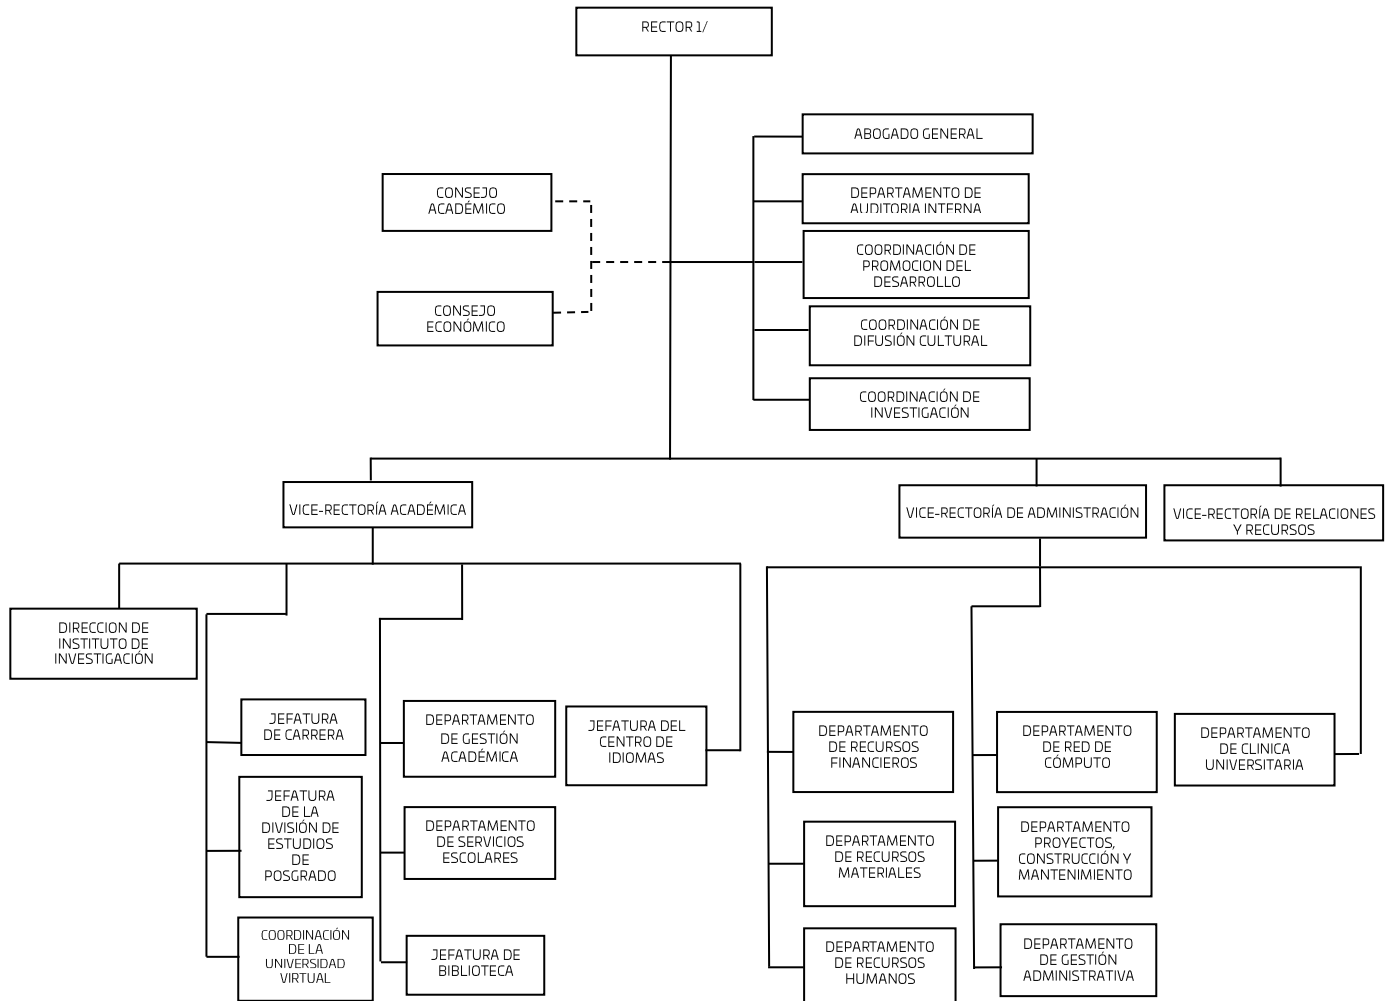 RECTOR 1/
ABOGADO GENERAL
CONSEJO
ACADÉMICO
DEPARTAMENTO DE
AUDITORIA INTERNA
COORDINACIÓN DE
PROMOCION DEL
DESARROLLO
CONSEJO
ECONÓMICO
COORDINACIÓN DE
DIFUSIÓN CULTURAL
COORDINACIÓN DE
INVESTIGACIÓN
VICE-RECTORÍA ACADÉMICA
VICE-RECTORÍA DE ADMINISTRACIÓN
VICE-RECTORÍA DE RELACIONES
Y RECURSOS
DIRECCION DE
INSTITUTO DE
INVESTIGACIÓN
JEFATURA
DE CARRERA
JEFATURA
DE LA
DIVISIÓN DE
ESTUDIOS
DE
POSGRADO
COORDINACIÓN
DE LA
UNIVERSIDAD
VIRTUAL
DEPARTAMENTO
DE GESTIÓN
ACADÉMICA
DEPARTAMENTO
DE SERVICIOS
ESCOLARES
JEFATURA DE
BIBLIOTECA
JEFATURA DEL
CENTRO DE
IDIOMAS
DEPARTAMENTO
DE RECURSOS
FINANCIEROS
DEPARTAMENTO
DE RECURSOS
MATERIALES
DEPARTAMENTO
DE RECURSOS
HUMANOS
DEPARTAMENTO
DE RED DE
CÓMPUTO
DEPARTAMENTO
PROYECTOS,
CONSTRUCCIÓN Y
MANTENIMIENTO
DEPARTAMENTO
DE GESTIÓN
ADMINISTRATIVA
DEPARTAMENTO
DE CLINICA
UNIVERSITARIA